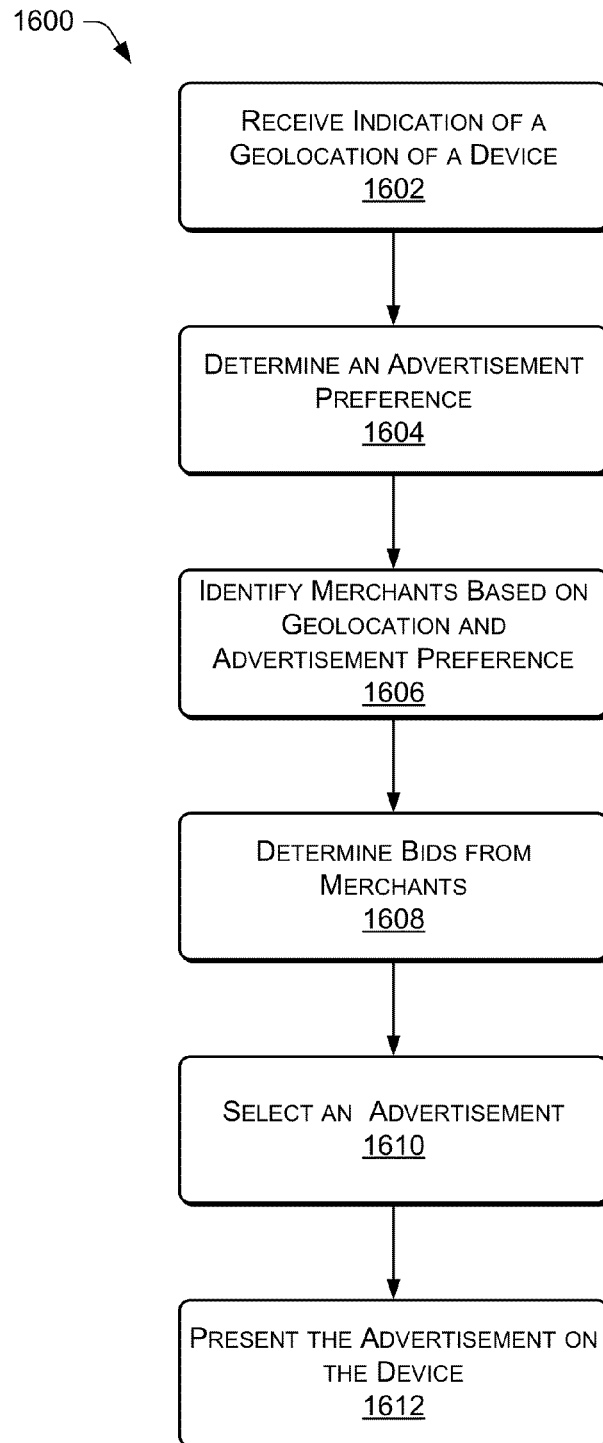 1600
RECEIVE INDICATION OF A
GEOLOCATION OF A DEVICE
1602
DETERMINE AN ADVERTISEMENT
PREFERENCE
1604
IDENTIFY MERCHANTS BASED ON
GEOLOCATION AND
ADVERTISEMENT PREFERENCE
1606
DETERMINE BIDS FROM
MERCHANTS
1608
SELECT AN ADVERTISEMENT
1610
PRESENT THE ADVERTISEMENT ON
THE DEVICE
1612